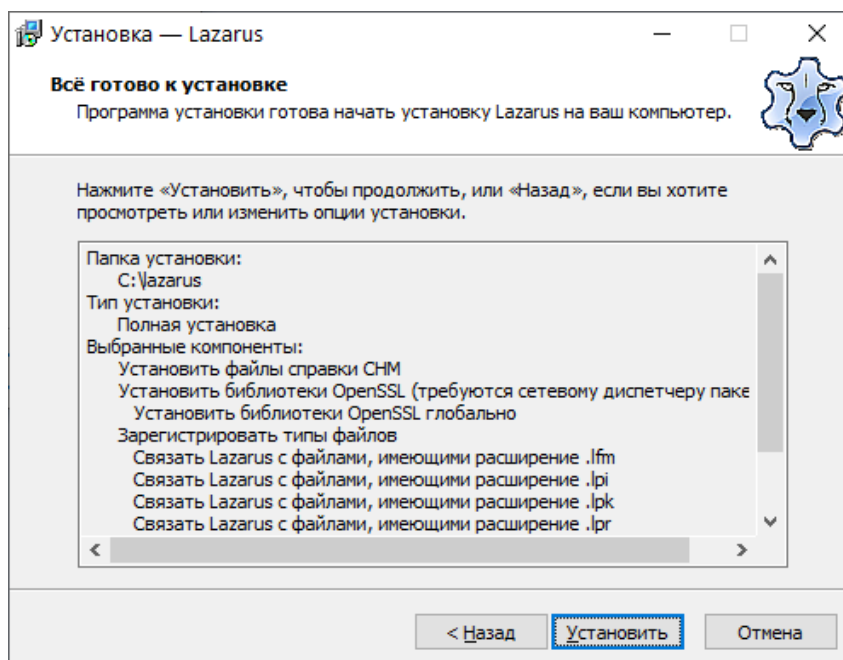 Установка — Lazarus
Всё готово к установке
Программа установки готова начать установку Lazarus на ваш компьютер.
Нажмите «Установить», чтобы продолжить, или «Назад», если вы хотите
просмотреть или изменить опции установки.
Папка установки:
C:\lazarus
Тип установки:
Полная установка
Выбранные компоненты:
Установить файлы справки CHM
Установить библиотеки OpenSSL (требуются сетевому диспетчеру паке
Установить библиотеки OpenSSL глобально
Зарегистрировать типы файлов
Связать Lazarus с файлами, имеющими расширение .lfm
Связать Lazarus с файлами, имеющими расширение .lpi
Связать Lazarus с файлами, имеющими расширение .lpk
Связать Lazarus с файлами, имеющими расширение .lpr
< Назад
Установить
Отмена